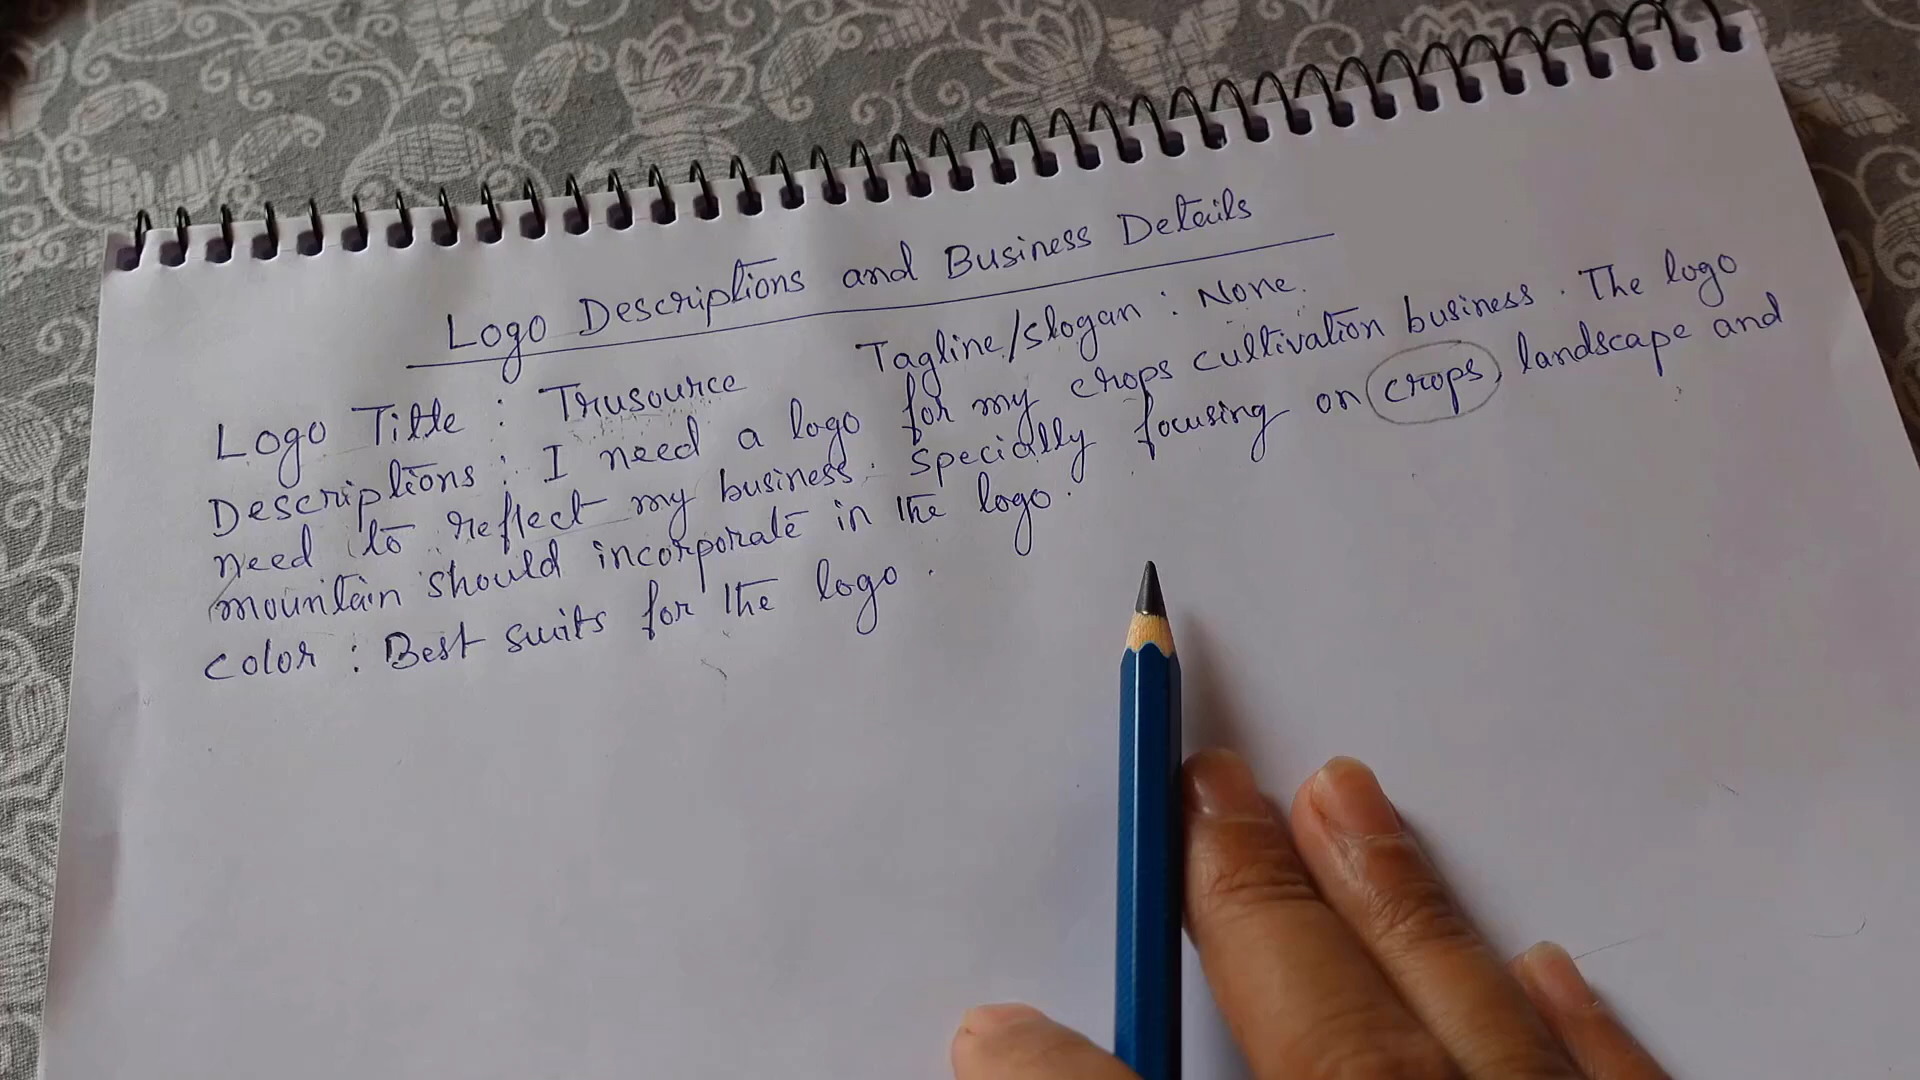 Logo Descriptions and Business Details
Logo Title : Trusource Tagline/slogan : None.
Descriptions : I need a logo for my crops cultivation business. The logo
need to reflect my business. Specially focusing on crops, landscape and
mountain should incorporate in the logo.
Color : Best suits for the logo.